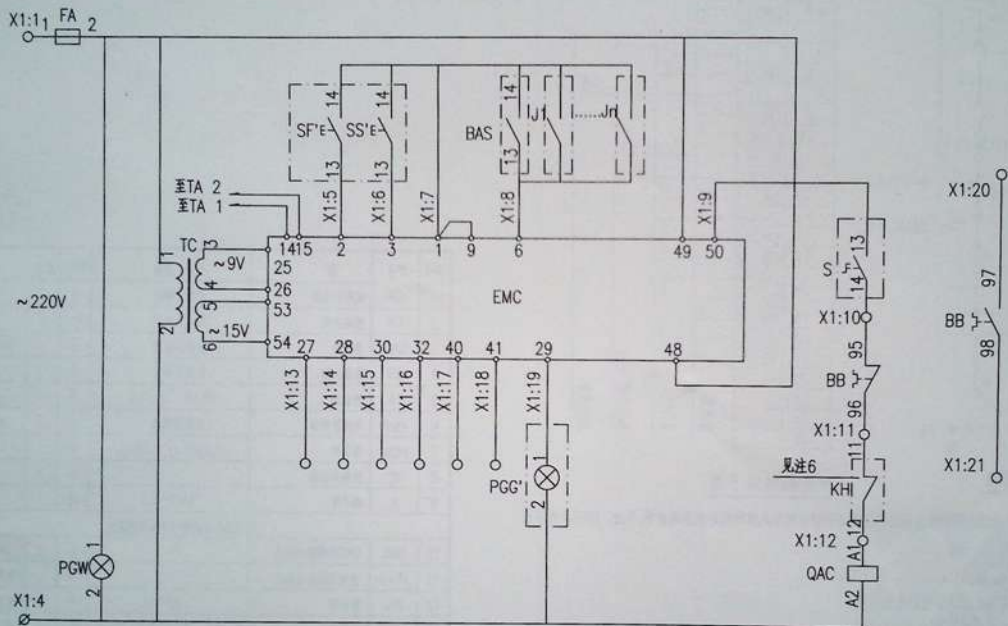 X1:1 1 FA 2
14 14 14
SF'E SS'E BAS J1 ......Jn
13 13 13
至TA 2
至TA 1
X1:5 X1:6 X1:7 X1:8 X1:9
14 15 2 3 1 9 6 49 50
TC
1 3 ~9V 25
4 26
EMC
~220V
5 53
2 ~15V
6 54
27 28 30 32 40 41 29 48
X1:13 X1:14 X1:15 X1:16 X1:17 X1:18 X1:19
1
PGG'
2
13
S
14
X1:10
95
BB
96
X1:11
11
见注6
KH
12
X1:12
A1
QAC
A2
X1:20
97
BB
98
X1:21
1
PGW
2
X1:4